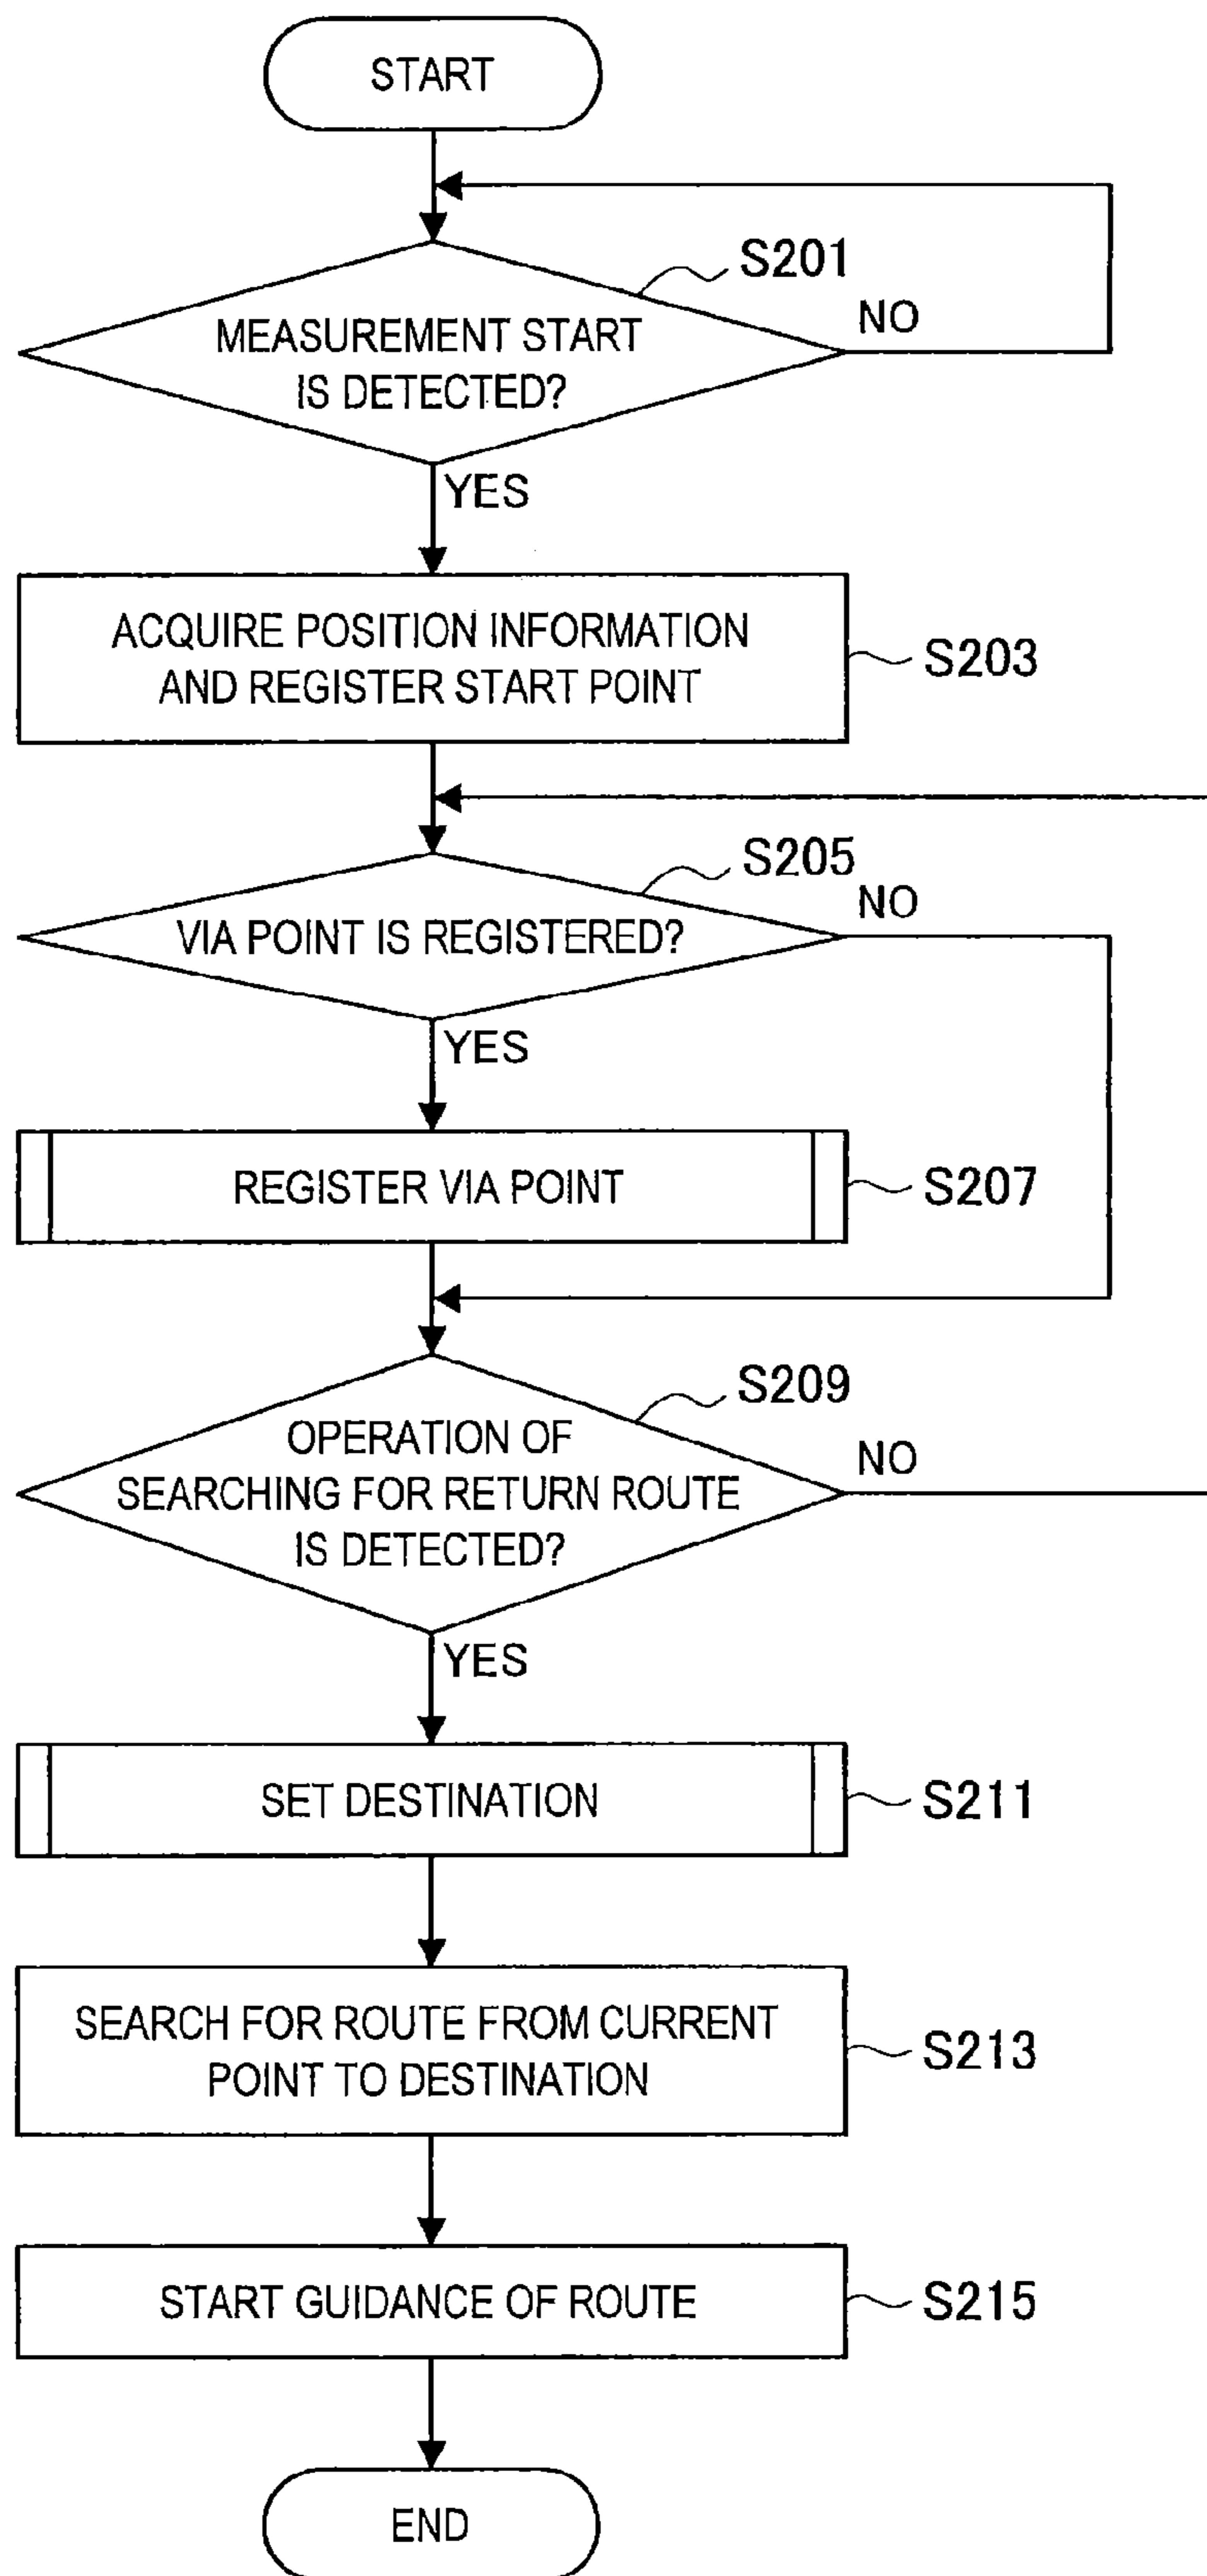 START
S201
NO
MEASUREMENT START
IS DETECTED?
YES
ACQUIRE POSITION INFORMATION
AND REGISTER START POINT
S203
S205
NO
VIA POINT IS REGISTERED?
YES
REGISTER VIA POINT
S207
S209
OPERATION OF
SEARCHING FOR RETURN ROUTE
IS DETECTED?
NO
YES
SET DESTINATION
S211
SEARCH FOR ROUTE FROM CURRENT
POINT TO DESTINATION
S213
START GUIDANCE OF ROUTE
S215
END